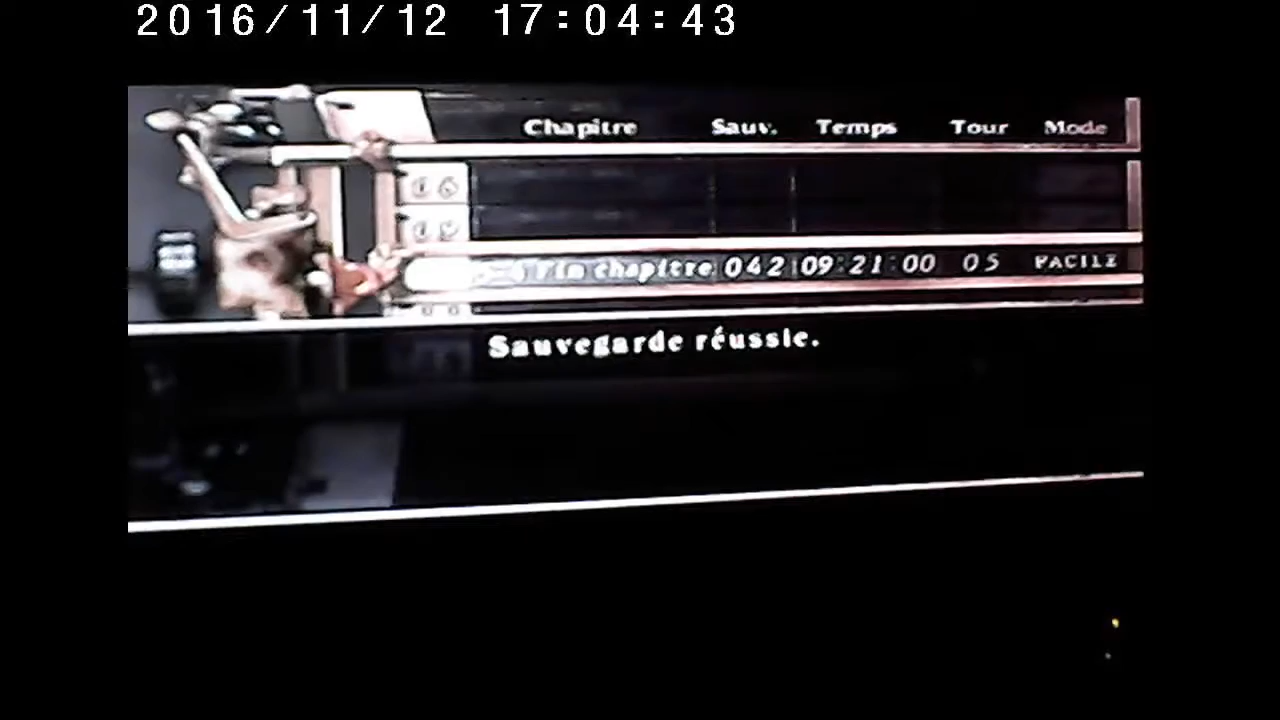 2016/11/12 17:04:43
Chapitre Sauv. Temps Tour Mode
16
Fin chapitre 042 09:21:00 05 FACILE
Sauvegarde réussie.